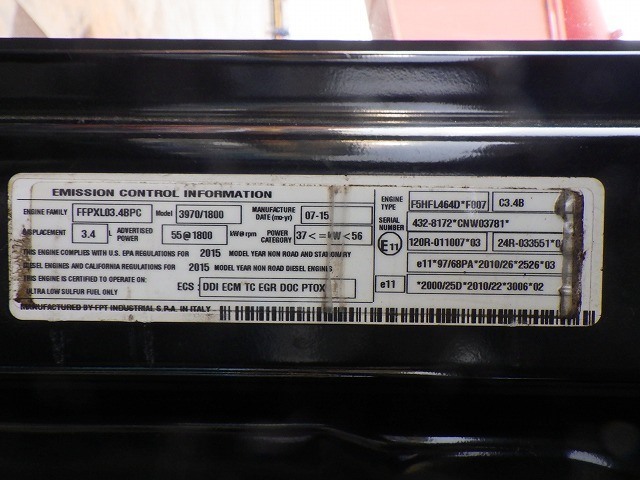 EMISSION CONTROL INFORMATION
ENGINE FAMILY FFPXL03.4BPC Model 3970/1800 MANUFACTURE DATE (mo-yr) 07-15
DISPLACEMENT 3.4 L ADVERTISED POWER 55@1800 kW@rpm POWER CATEGORY 37<=kW<56
THIS ENGINE COMPLIES WITH U.S. EPA REGULATIONS FOR 2015 MODEL YEAR NON ROAD AND STATIONARY
DIESEL ENGINES AND CALIFORNIA REGULATIONS FOR 2015 MODEL YEAR NON ROAD DIESEL ENGINES
THIS ENGINE IS CERTIFIED TO OPERATE ON:
ULTRA LOW SULFUR FUEL ONLY
ECS: DDI ECM TC EGR DOC PTOX
MANUFACTURED BY FPT INDUSTRIAL S.P.A. IN ITALY
ENGINE TYPE F5HFL464D*F007 C3.4B
SERIAL NUMBER 432-8172*CNW03781*
E11 120R-011007*03 24R-033551*0
e11*97/68PA*2010/26*2526*03
e11 *2000/25D*2010/22*3006*02